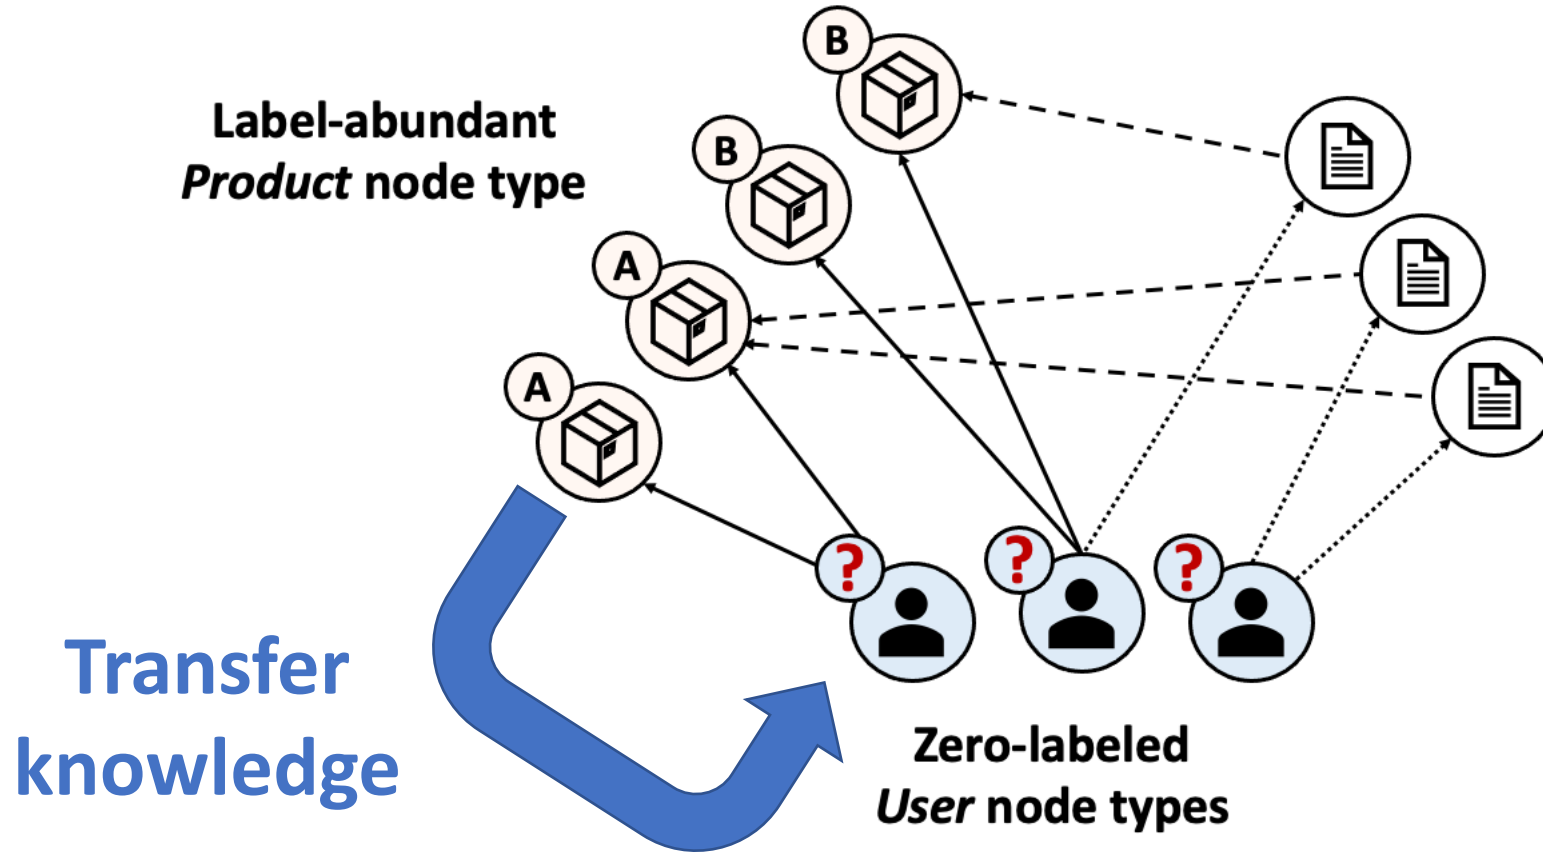 B
Label-abundant
Product node type
B
A
A
?
?
?
Transfer
knowledge
Zero-labeled
User node types